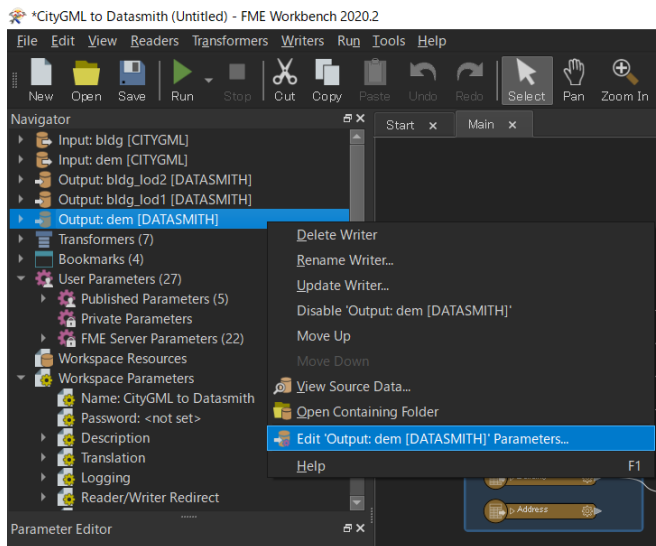 *CityGML to Datasmith (Untitled) - FME Workbench 2020.2
File Edit View Readers Transformers Writers Run Tools Help
New Open Save Run Stop Cut Copy Paste Undo Redo Select Pan Zoom In
Navigator
Start Main
Input: bldg [CITYGML]
Input: dem [CITYGML]
Output: bldg_lod2 [DATASMITH]
Output: bldg_lod1 [DATASMITH]
Output: dem [DATASMITH]
Transformers (7)
Bookmarks (4)
User Parameters (27)
Published Parameters (5)
Private Parameters
FME Server Parameters (22)
Workspace Resources
Workspace Parameters
Name: CityGML to Datasmith
Password: <not set>
Description
Translation
Logging
Reader/Writer Redirect
Parameter Editor
Delete Writer
Rename Writer...
Update Writer...
Disable 'Output: dem [DATASMITH]'
Move Up
Move Down
View Source Data...
Open Containing Folder
Edit 'Output: dem [DATASMITH]' Parameters...
Help F1
Address